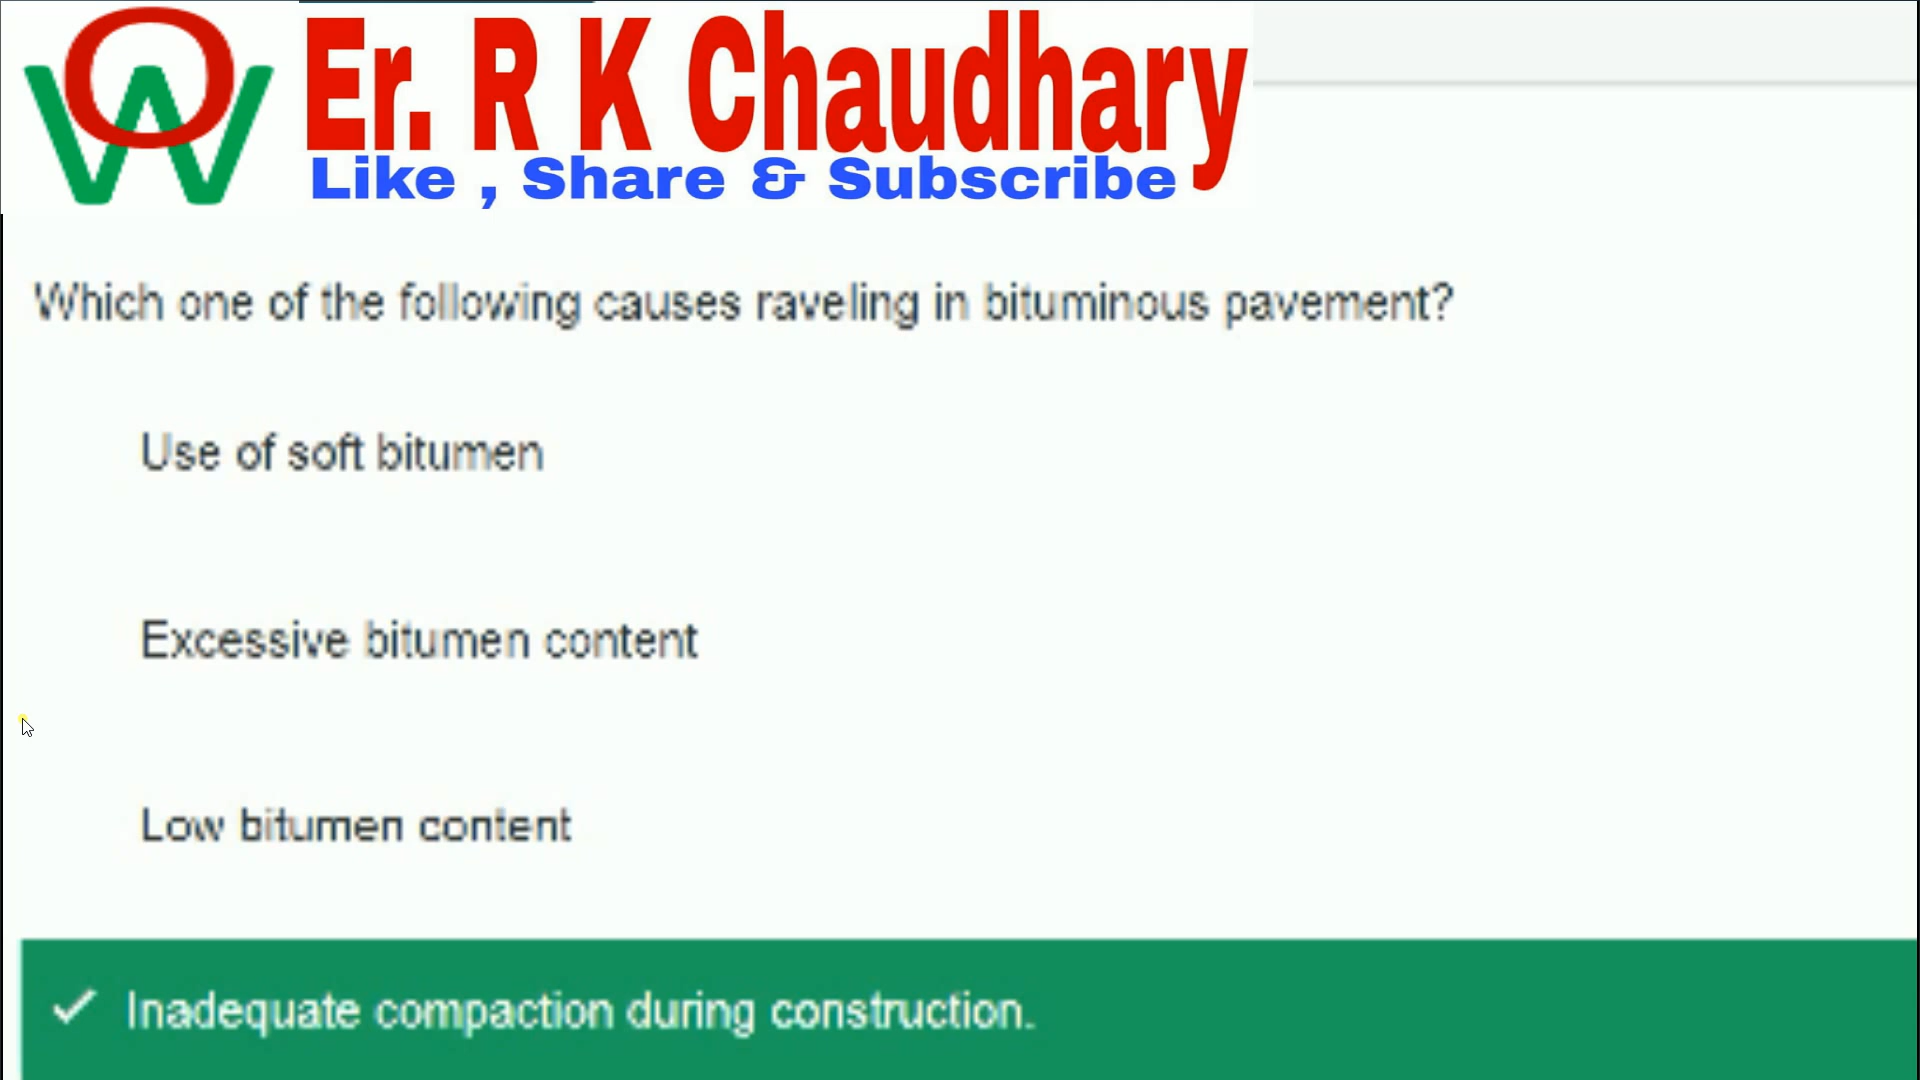 Er. R K Chaudhary
Like , Share & Subscribe
Which one of the following causes raveling in bituminous pavement?
Use of soft bitumen
Excessive bitumen content
Low bitumen content
Inadequate compaction during construction.